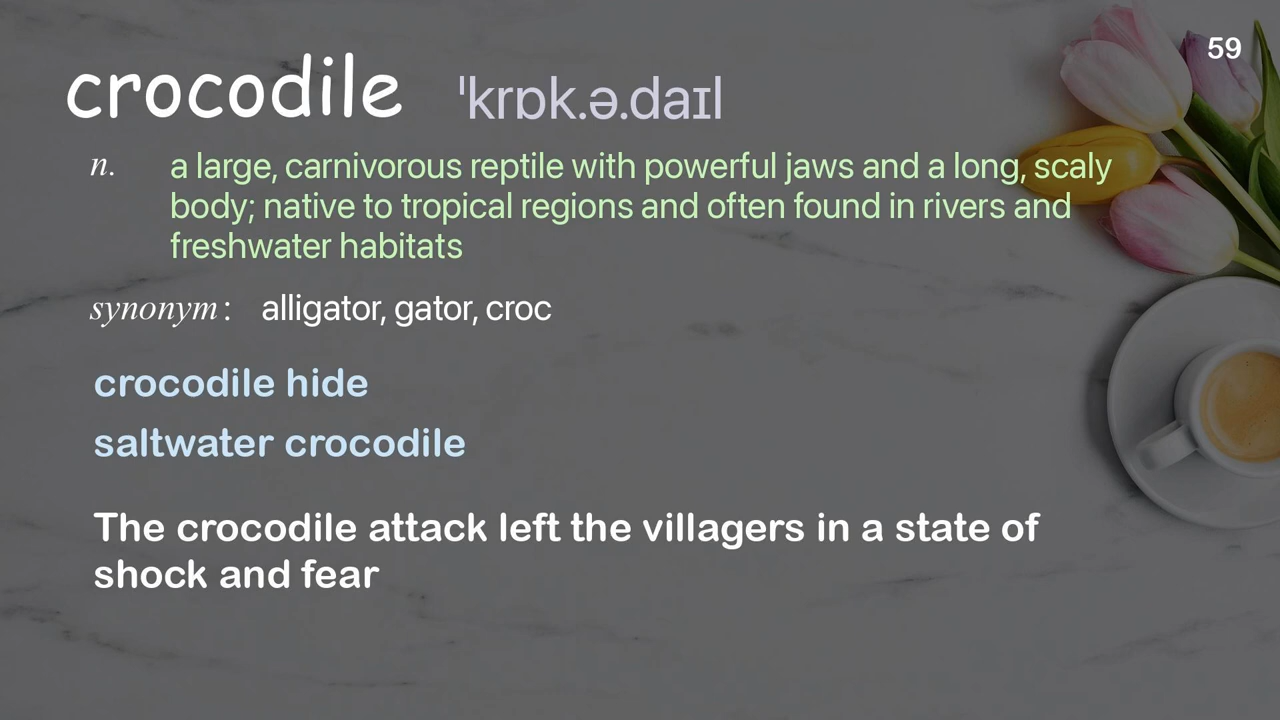 59
crocodile ˈkrɒk.ə.daɪl
n. a large, carnivorous reptile with powerful jaws and a long, scaly
body; native to tropical regions and often found in rivers and
freshwater habitats
synonym: alligator, gator, croc
crocodile hide
saltwater crocodile
The crocodile attack left the villagers in a state of
shock and fear